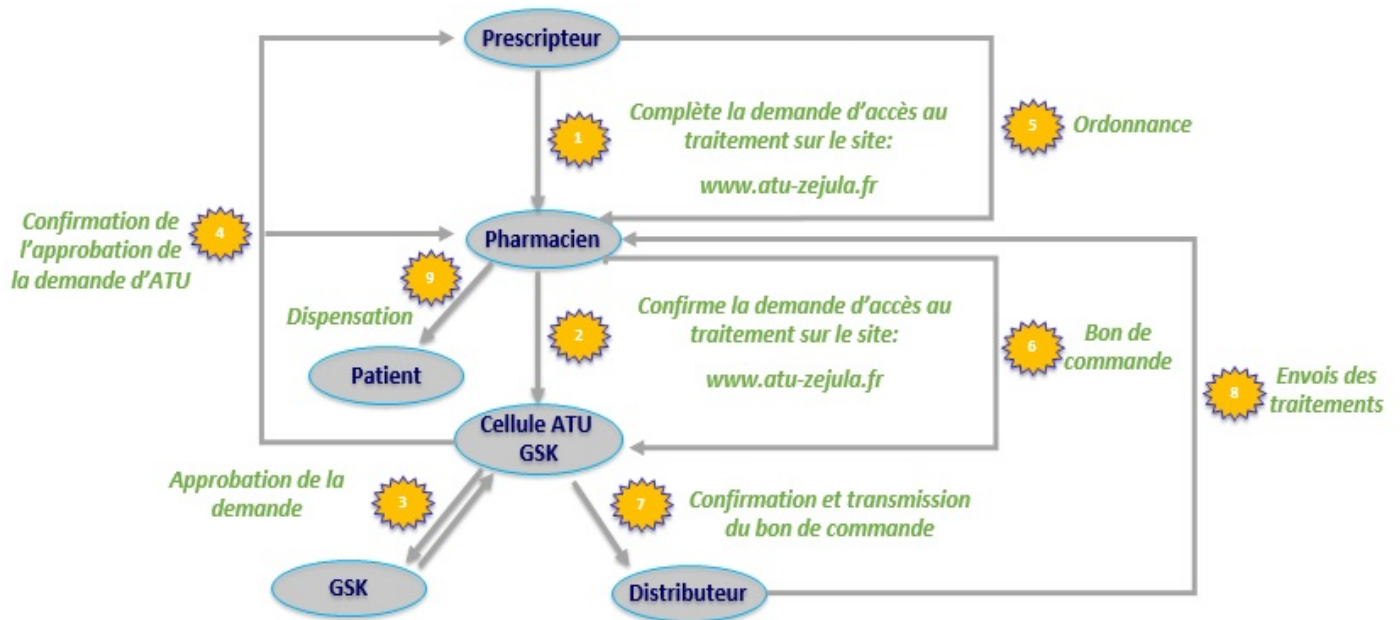 Prescripteur
1
Complète la demande d'accès au
traitement sur le site:
www.atu-zejula.fr
5
Ordonnance
Confirmation de
l'approbation de
la demande d'ATU
4
Pharmacien
9
Dispensation
Patient
2
Confirme la demande d'accès au
traitement sur le site:
www.atu-zejula.fr
6
Bon de
commande
8
Envois des
traitements
Cellule ATU
GSK
Approbation de la
demande
3
7
Confirmation et transmission
du bon de commande
GSK
Distributeur